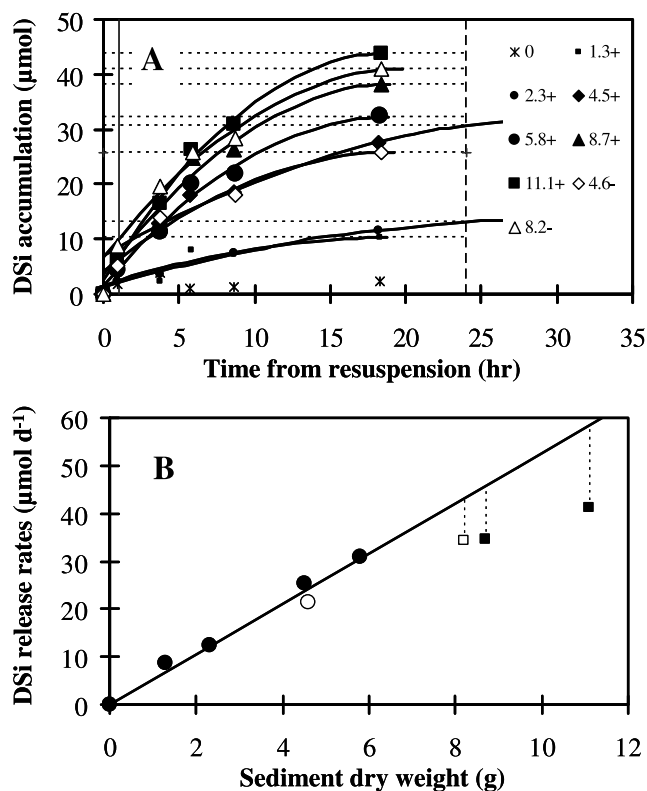 50
40
30
20
10
0
DSi accumulation (µmol)
A
0 1.3+
2.3+ 4.5+
5.8+ 8.7+
11.1+ 4.6-
8.2-
0 5 10 15 20 25 30 35
Time from resuspension (hr)
60
50
40
30
20
10
0
DSi release rates (µmol d⁻¹)
B
0 2 4 6 8 10 12
Sediment dry weight (g)